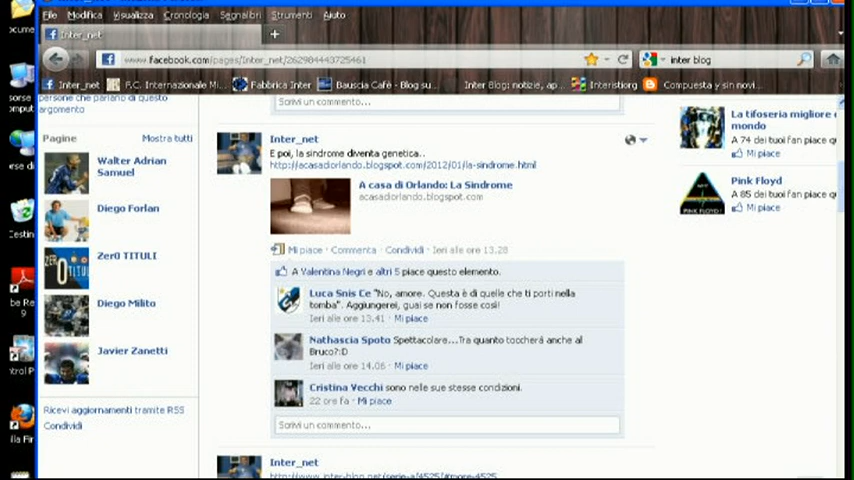 File Modifica Visualizza Cronologia Segnalibri Strumenti Aiuto
Inter_net
www.facebook.com/pages/Inter_net/262984443725461
inter blog
Inter_net
F.C. Internazionale Mi...
Fabbrica Inter
Bauscia Cafè - Blog su...
Inter Blog: notizie, ap...
Interistiorg
Compuesta y sin novi...
persone che parlano di questo
argomento
Pagine
Mostra tutti
Walter Adrian
Samuel
Diego Forlan
Zer0 TITULI
Diego Milito
Javier Zanetti
Ricevi aggiornamenti tramite RSS
Condividi
Scrivi un commento...
Inter_net
E poi, la sindrome diventa genetica..
http://acasadiorlando.blogspot.com/2012/01/la-sindrome.html
A casa di Orlando: La Sindrome
acasadiorlando.blogspot.com
Mi piace · Commenta · Condividi · Ieri alle ore 13.28
A Valentina Negri e altri 5 piace questo elemento.
Luca Snis Ce "No, amore. Questa è di quelle che ti porti nella
tomba". Aggiungerei, guai se non fosse così!
Ieri alle ore 13.41 · Mi piace
Nathascia Spoto Spettacolare...Tra quanto toccherà anche al
Bruco?:D
Ieri alle ore 14.06 · Mi piace
Cristina Vecchi sono nelle sue stesse condizioni.
22 ore fa · Mi piace
Scrivi un commento...
Inter_net
La tifoseria migliore
mondo
A 74 dei tuoi fan piace
Mi piace
Pink Floyd
A 85 dei tuoi fan piace
Mi piace
PINK FLOYD